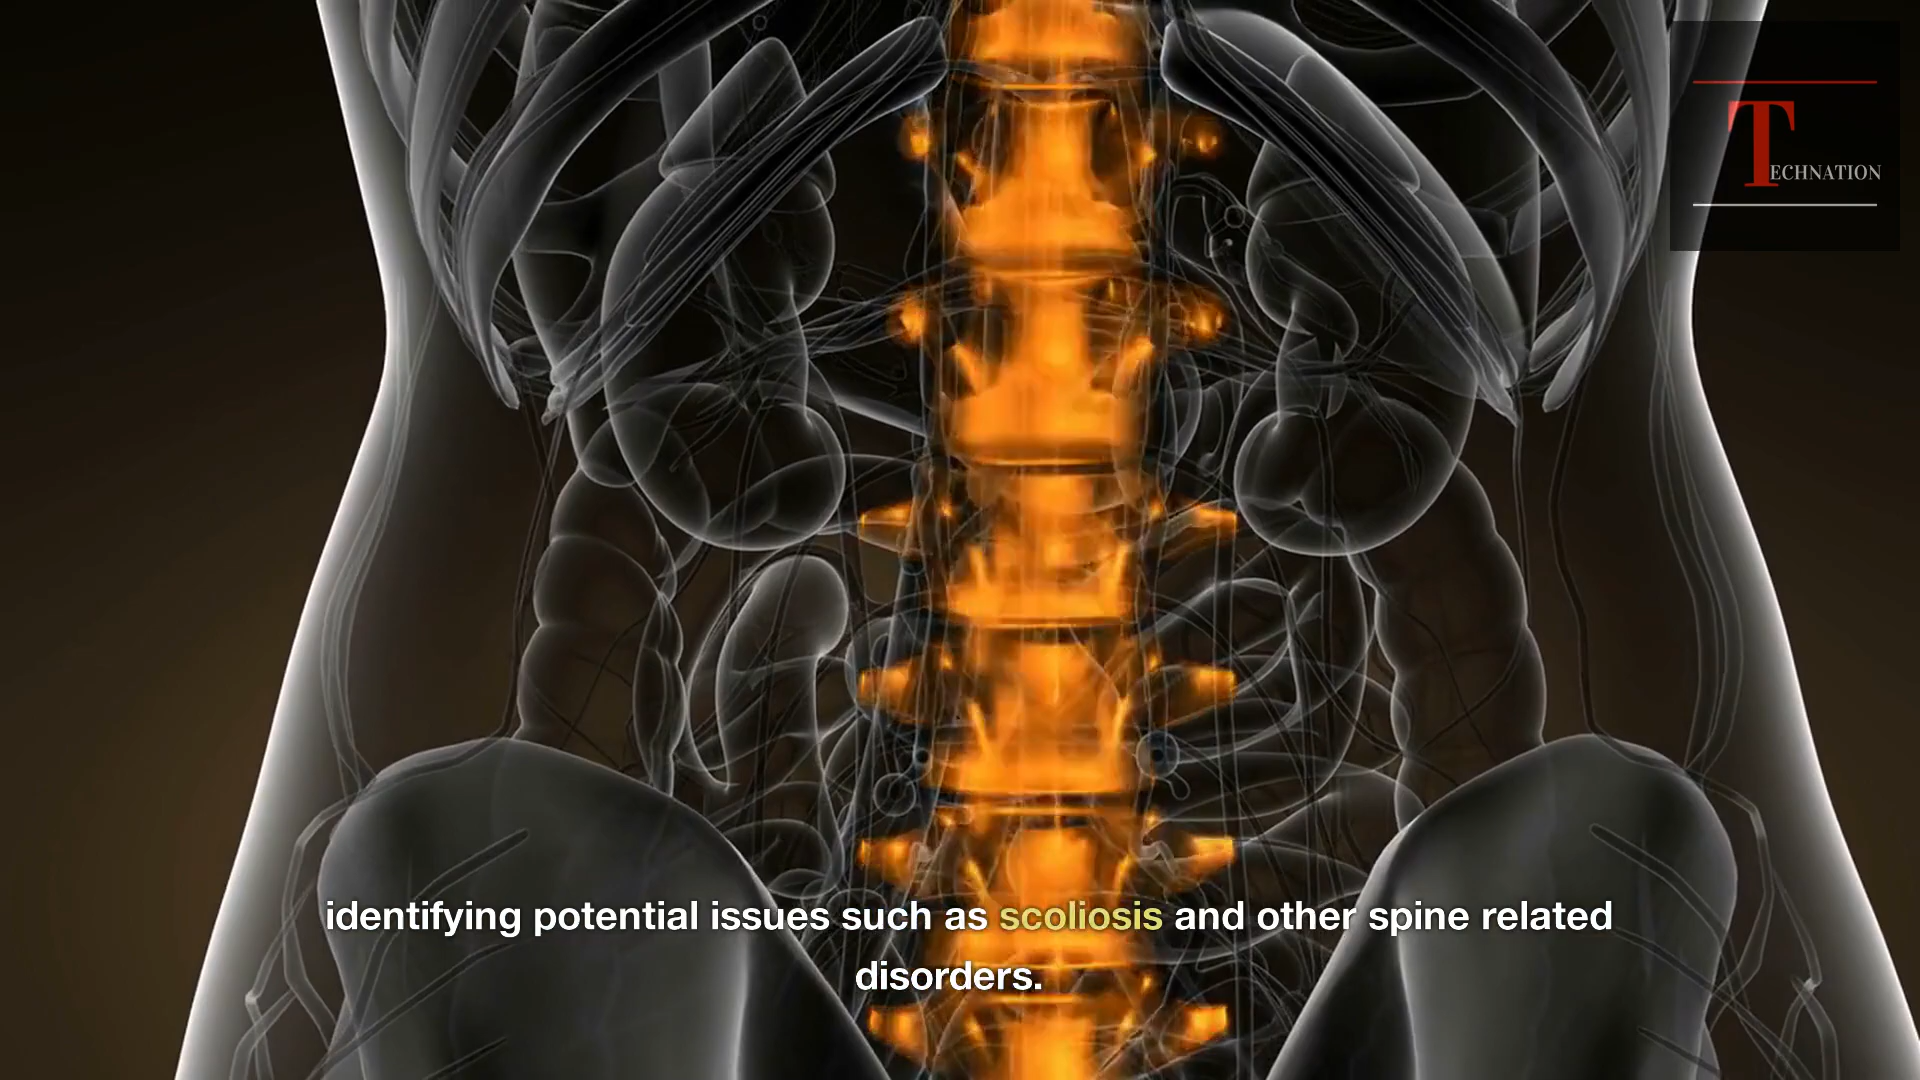 TECHNATION
identifying potential issues such as scoliosis and other spine related
disorders.